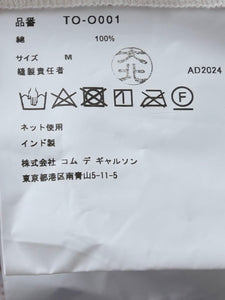 品番 TO-O001
綿 100%
サイズ M
縫製責任者
AD2024
ネット使用
インド製
株式会社 コム デ ギャルソン
東京都港区南青山5-11-5